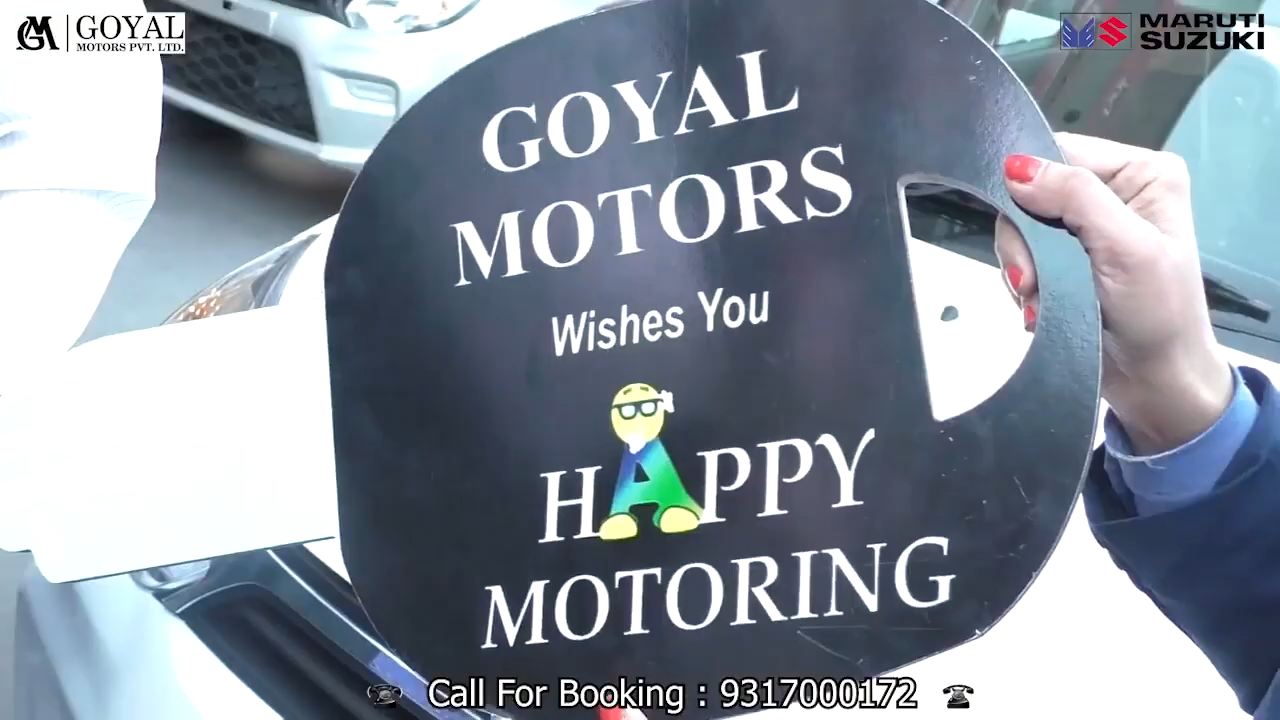 GOYAL
MOTORS PVT. LTD.
MARUTI
SUZUKI
GOYAL
MOTORS
Wishes You
HAPPY
MOTORING
Call For Booking : 9317000172